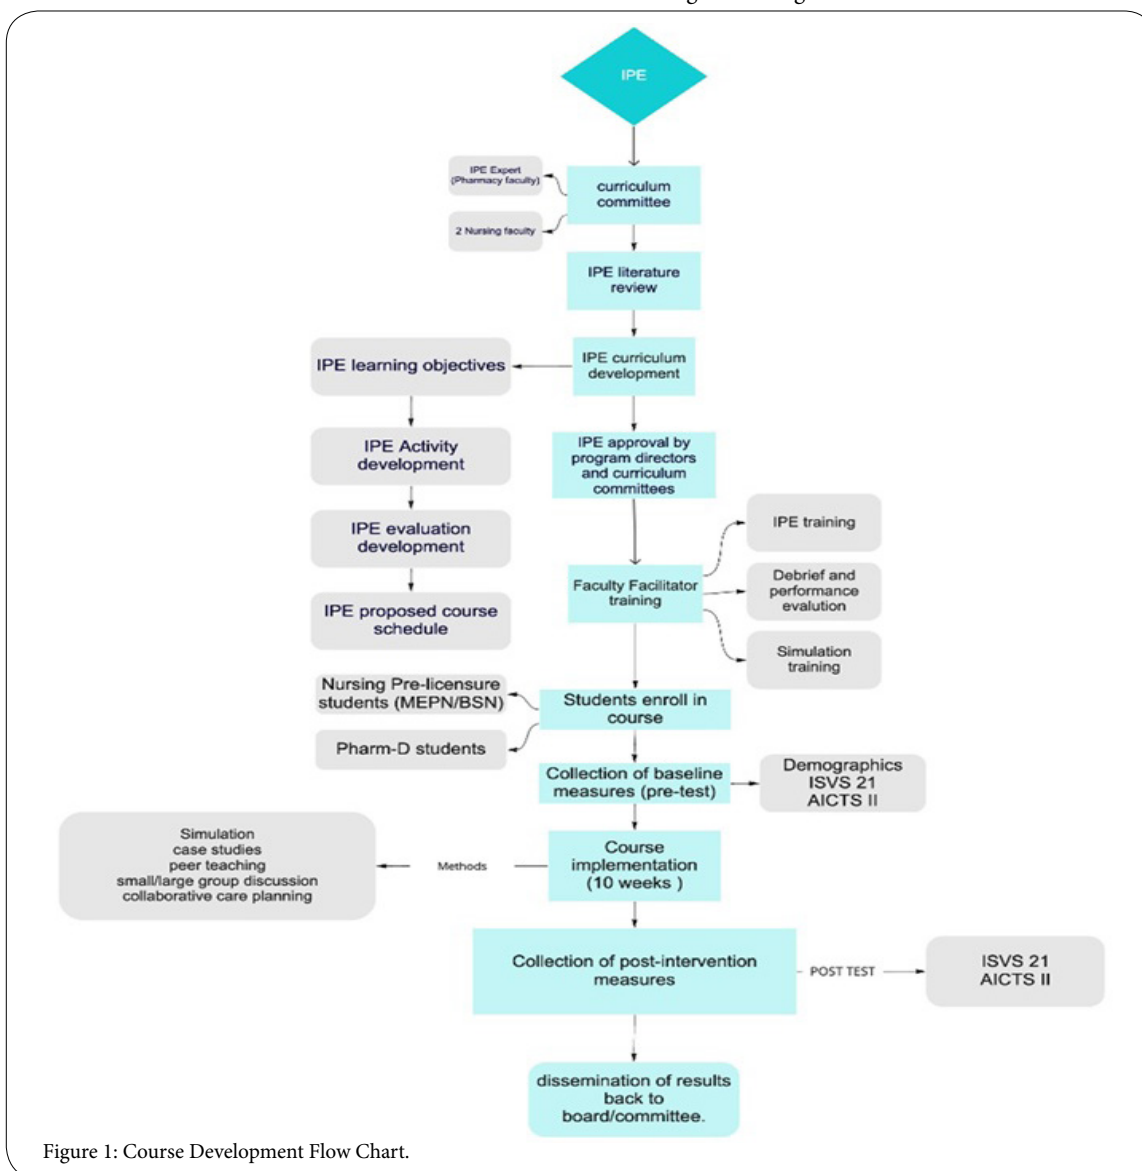 IPE
IPE Expert
(Pharmacy faculty)
2 Nursing faculty
curriculum
committee
IPE literature
review
IPE curriculum
development
IPE learning objectives
IPE Activity
development
IPE evaluation
development
IPE proposed course
schedule
IPE approval by
program directors
and curriculum
committees
Faculty Facilitator
training
IPE training
Debrief and
performance
evalution
Simulation
training
Students enroll in
course
Nursing Pre-licensure
students (MEPN/BSN)
Pharm-D students
Collection of baseline
measures (pre-test)
Demographics
ISVS 21
AICTS II
Course
implementation
(10 weeks )
Methods
Simulation
case studies
peer teaching
small/large group discussion
collaborative care planning
Collection of post-intervention
measures
POST TEST
ISVS 21
AICTS II
dissemination of results
back to
board/committee.
Figure 1: Course Development Flow Chart.